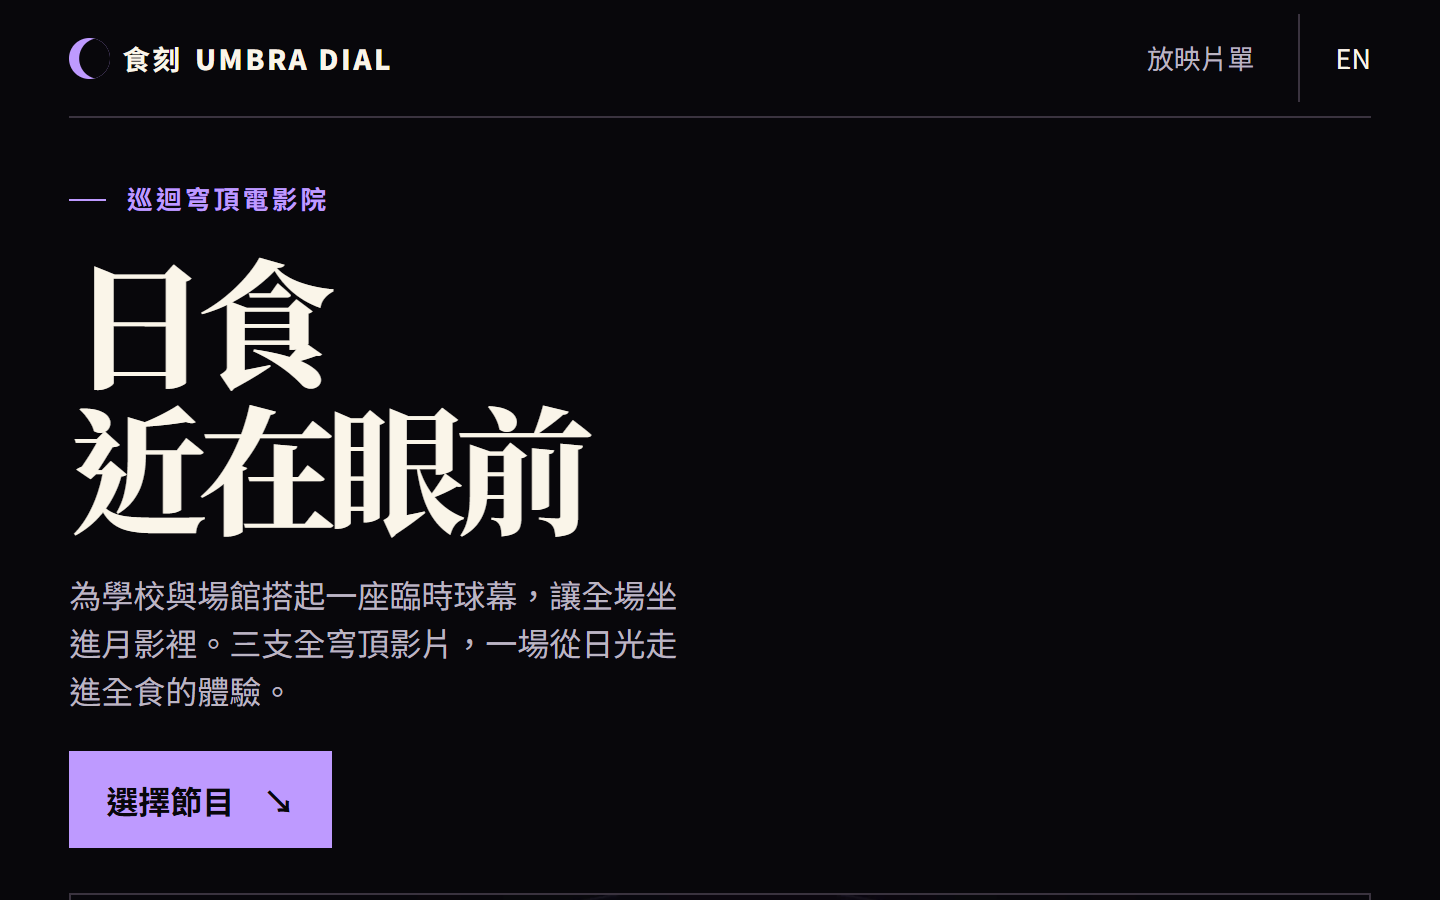 食刻 UMBRA DIAL
放映片單
EN
巡迴穹頂電影院
日食
近在眼前
為學校與場館搭起一座臨時球幕，讓全場坐
進月影裡。三支全穹頂影片，一場從日光走
進全食的體驗。
選擇節目 ↘